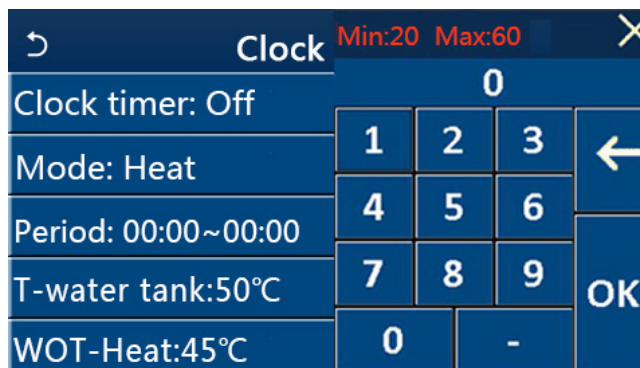 Clock
Clock timer: Off
Mode: Heat
Period: 00:00~00:00
T-water tank:50℃
WOT-Heat:45℃
Min:20 Max:60
0
1 2 3
4 5 6
7 8 9
OK
0 -